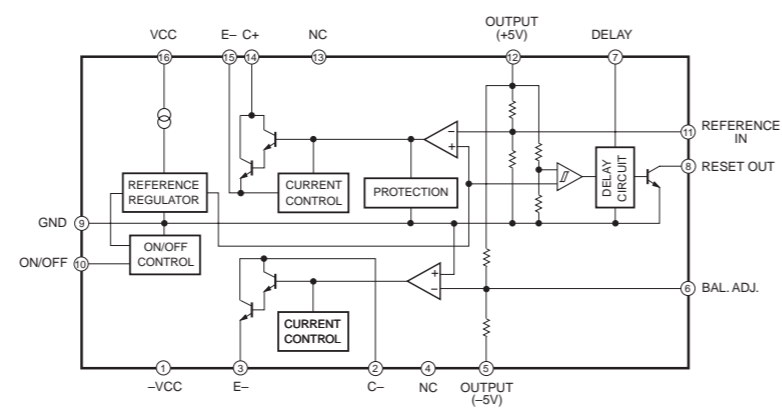 OUTPUT
(+5V)
VCC
E– C+
NC
DELAY
16
15
14
13
12
7
11
REFERENCE
IN
8
RESET OUT
–
+
REFERENCE
REGULATOR
CURRENT
CONTROL
PROTECTION
DELAY
CIRCUIT
GND
9
ON/OFF
10
ON/OFF
CONTROL
+
–
6
BAL. ADJ.
CURRENT
CONTROL
1
3
2
4
5
–VCC
E–
C–
NC
OUTPUT
(–5V)